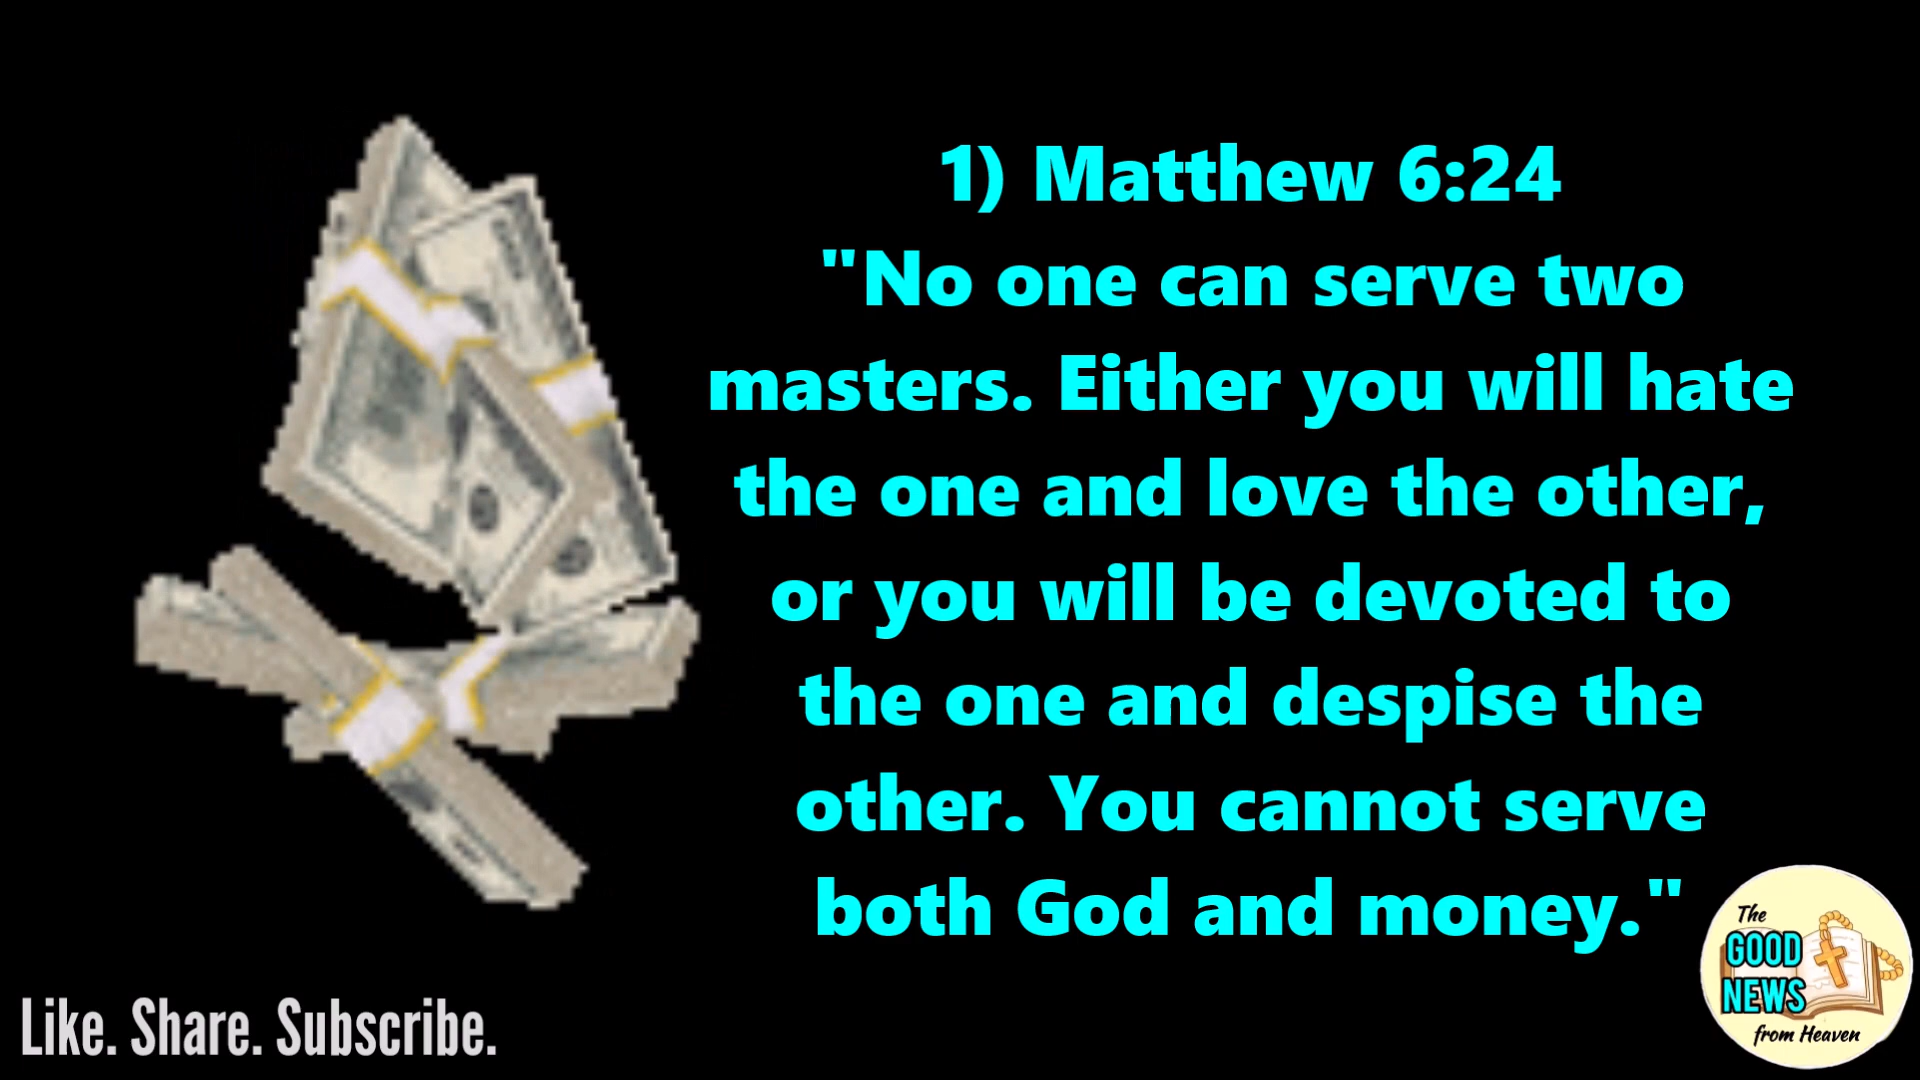 1) Matthew 6:24
"No one can serve two
masters. Either you will hate
the one and love the other,
or you will be devoted to
the one and despise the
other. You cannot serve
both God and money."
The
GOOD
NEWS
from Heaven
Like. Share. Subscribe.